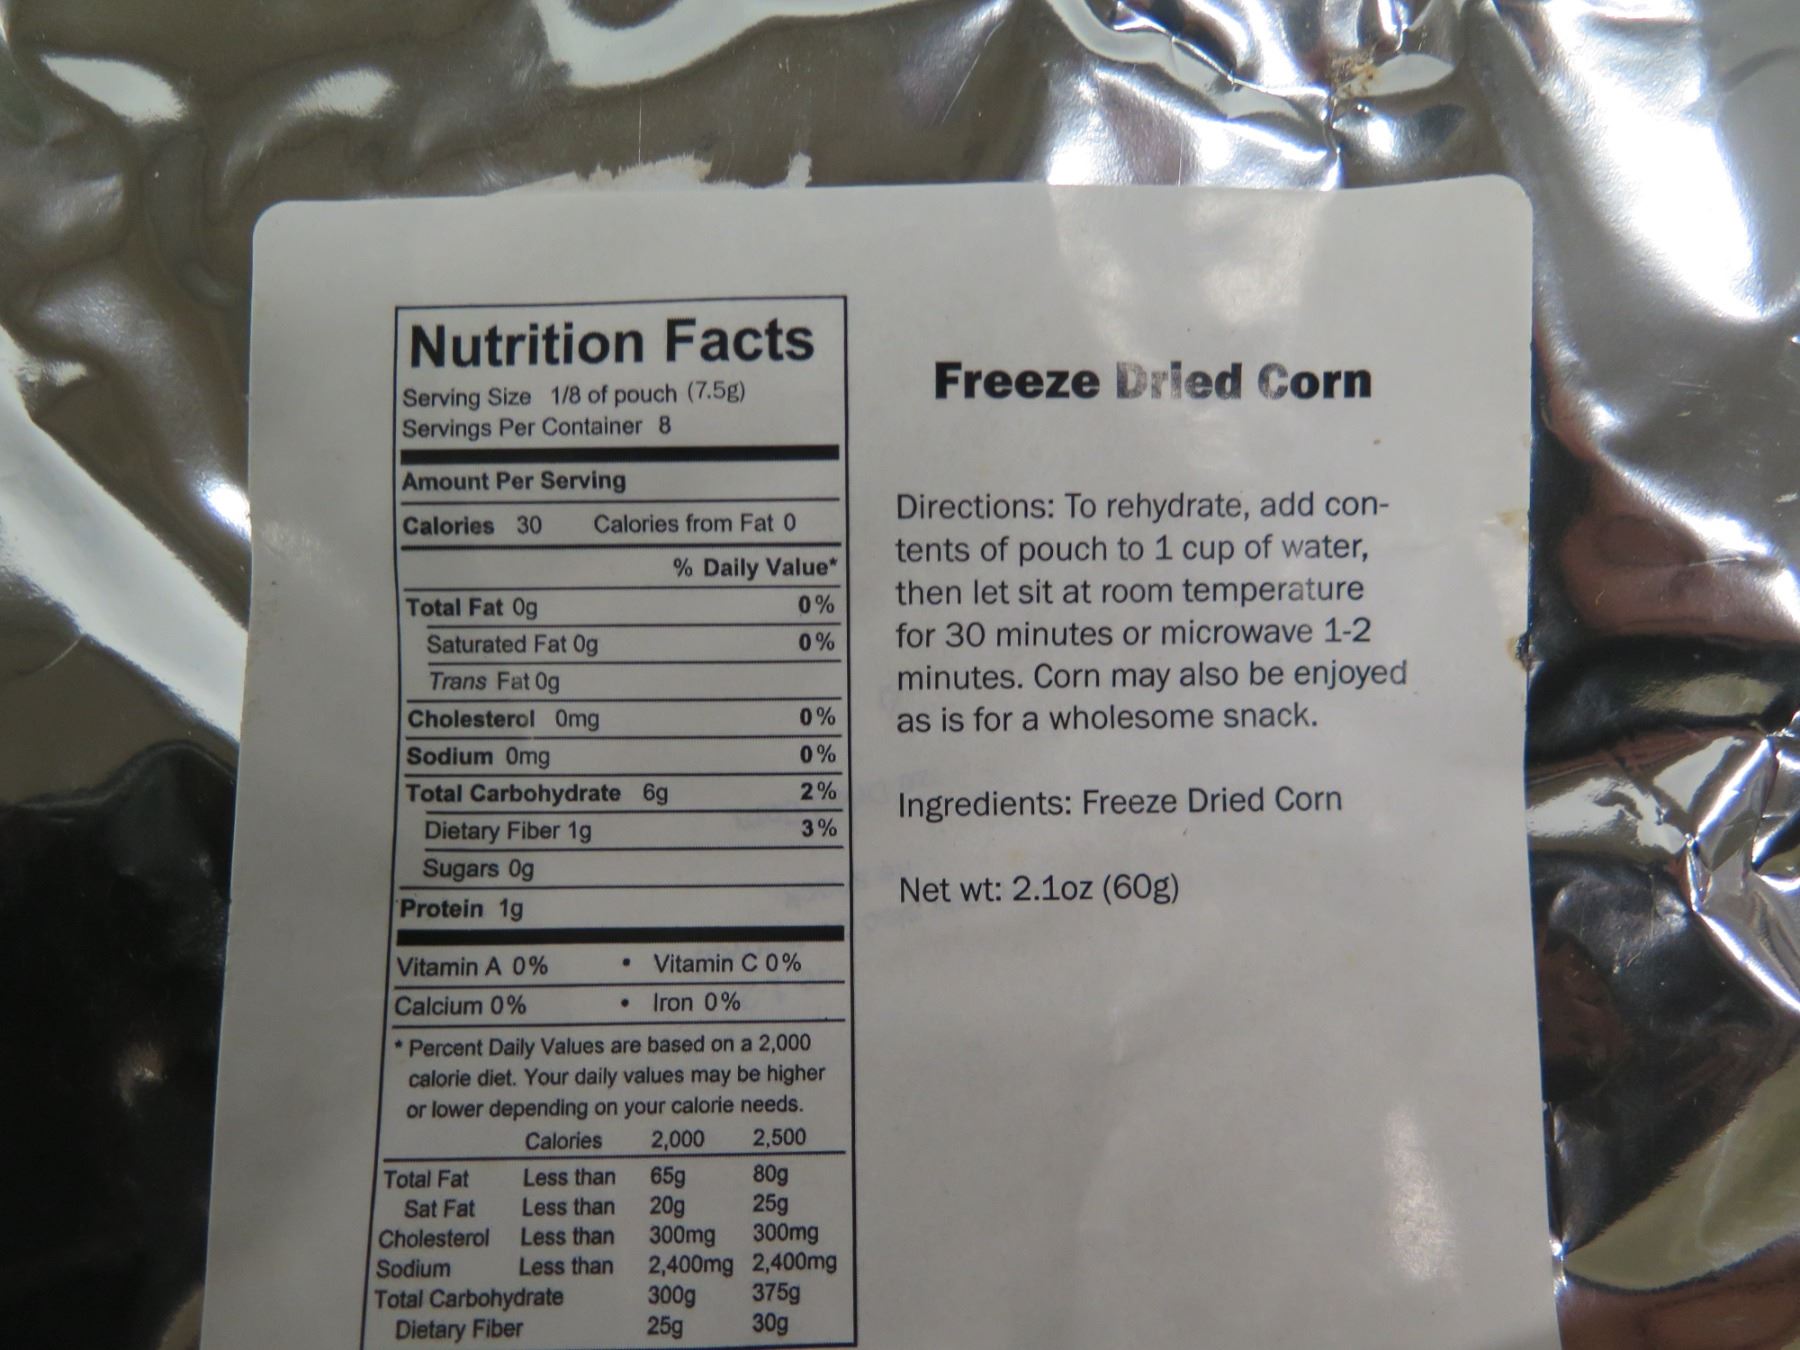 Nutrition Facts
Serving Size 1/8 of pouch (7.5g)
Servings Per Container 8
Amount Per Serving
Calories 30 Calories from Fat 0
% Daily Value*
Total Fat 0g 0%
Saturated Fat 0g 0%
Trans Fat 0g
Cholesterol 0mg 0%
Sodium 0mg 0%
Total Carbohydrate 6g 2%
Dietary Fiber 1g 3%
Sugars 0g
Protein 1g
Vitamin A 0% • Vitamin C 0%
Calcium 0% • Iron 0%
* Percent Daily Values are based on a 2,000
calorie diet. Your daily values may be higher
or lower depending on your calorie needs.
Calories 2,000 2,500
Total Fat Less than 65g 80g
Sat Fat Less than 20g 25g
Cholesterol Less than 300mg 300mg
Sodium Less than 2,400mg 2,400mg
Total Carbohydrate 300g 375g
Dietary Fiber 25g 30g
Freeze Dried Corn
Directions: To rehydrate, add con-
tents of pouch to 1 cup of water,
then let sit at room temperature
for 30 minutes or microwave 1-2
minutes. Corn may also be enjoyed
as is for a wholesome snack.
Ingredients: Freeze Dried Corn
Net wt: 2.1oz (60g)